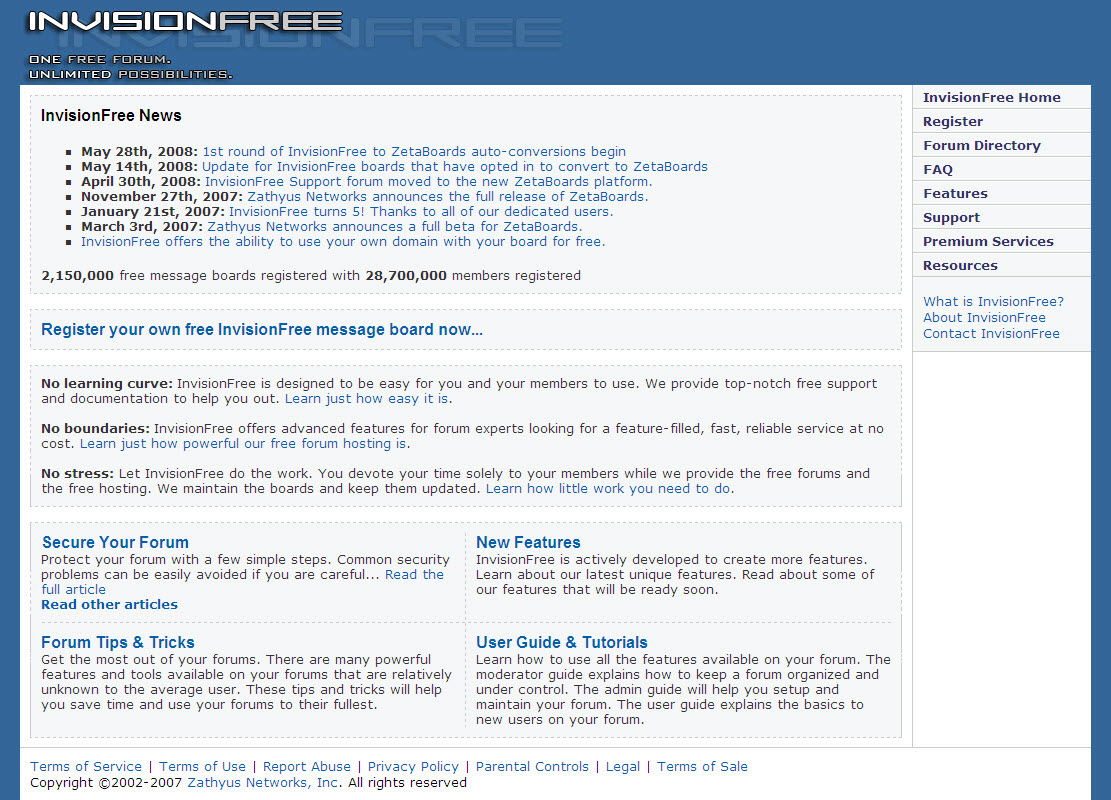 INVISIONFREE
INVISIONFREE
ONE FREE FORUM.
UNLIMITED POSSIBILITIES.
InvisionFree News
May 28th, 2008: 1st round of InvisionFree to ZetaBoards auto-conversions begin
May 14th, 2008: Update for InvisionFree boards that have opted in to convert to ZetaBoards
April 30th, 2008: InvisionFree Support forum moved to the new ZetaBoards platform.
November 27th, 2007: Zathyus Networks announces the full release of ZetaBoards.
January 21st, 2007: InvisionFree turns 5! Thanks to all of our dedicated users.
March 3rd, 2007: Zathyus Networks announces a full beta for ZetaBoards.
InvisionFree offers the ability to use your own domain with your board for free.
2,150,000 free message boards registered with 28,700,000 members registered
Register your own free InvisionFree message board now...
No learning curve: InvisionFree is designed to be easy for you and your members to use. We provide top-notch free support
and documentation to help you out. Learn just how easy it is.
No boundaries: InvisionFree offers advanced features for forum experts looking for a feature-filled, fast, reliable service at no
cost. Learn just how powerful our free forum hosting is.
No stress: Let InvisionFree do the work. You devote your time solely to your members while we provide the free forums and
the free hosting. We maintain the boards and keep them updated. Learn how little work you need to do.
Secure Your Forum
Protect your forum with a few simple steps. Common security
problems can be easily avoided if you are careful... Read the
full article
Read other articles
New Features
InvisionFree is actively developed to create more features.
Learn about our latest unique features. Read about some of
our features that will be ready soon.
Forum Tips & Tricks
Get the most out of your forums. There are many powerful
features and tools available on your forums that are relatively
unknown to the average user. These tips and tricks will help
you save time and use your forums to their fullest.
User Guide & Tutorials
Learn how to use all the features available on your forum. The
moderator guide explains how to keep a forum organized and
under control. The admin guide will help you setup and
maintain your forum. The user guide explains the basics to
new users on your forum.
InvisionFree Home
Register
Forum Directory
FAQ
Features
Support
Premium Services
Resources
What is InvisionFree?
About InvisionFree
Contact InvisionFree
Terms of Service | Terms of Use | Report Abuse | Privacy Policy | Parental Controls | Legal | Terms of Sale
Copyright ©2002-2007 Zathyus Networks, Inc. All rights reserved